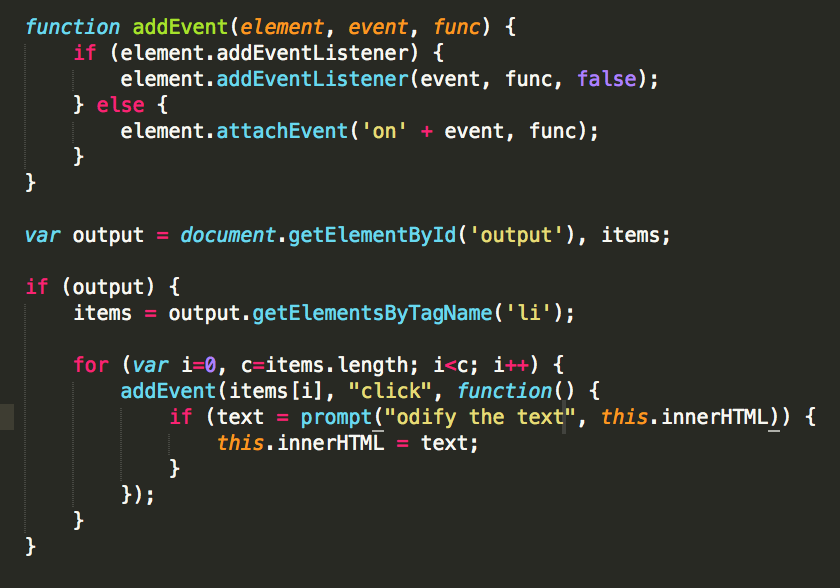 function addEvent(element, event, func) {
    if (element.addEventListener) {
        element.addEventListener(event, func, false);
    } else {
        element.attachEvent('on' + event, func);
    }
}

var output = document.getElementById('output'), items;

if (output) {
    items = output.getElementsByTagName('li');

    for (var i=0, c=items.length; i<c; i++) {
        addEvent(items[i], "click", function() {
            if (text = prompt("odify the text", this.innerHTML)) {
                this.innerHTML = text;
            }
        });
    }
}